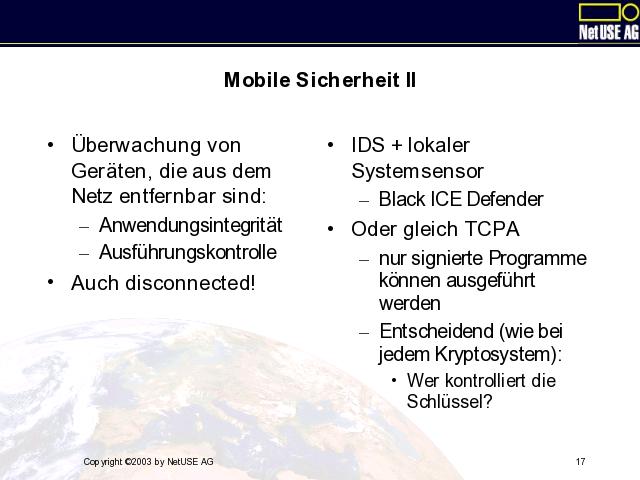 NetUSE AG
Mobile Sicherheit II
• Überwachung von
Geräten, die aus dem
Netz entfernbar sind:
– Anwendungsintegrität
– Ausführungskontrolle
• Auch disconnected!
• IDS + lokaler
Systemsensor
– Black ICE Defender
• Oder gleich TCPA
– nur signierte Programme
können ausgeführt
werden
– Entscheidend (wie bei
jedem Kryptosystem):
• Wer kontrolliert die
Schlüssel?
Copyright ©2003 by NetUSE AG
17